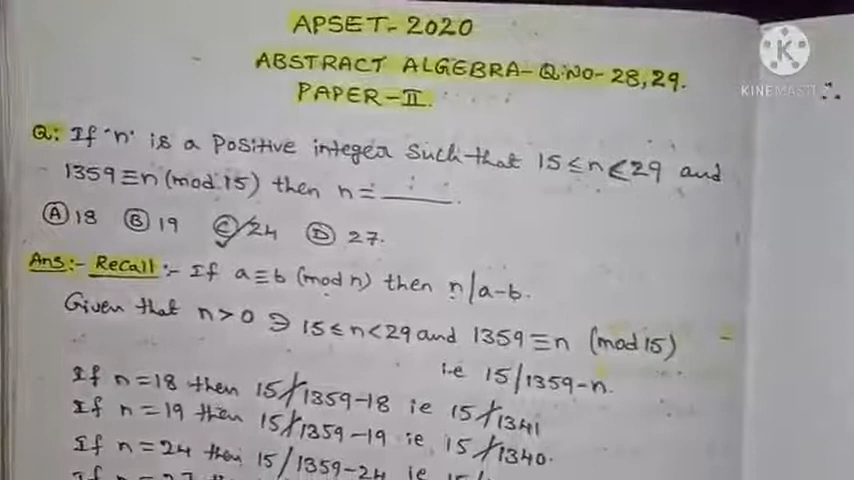 APSET- 2020
ABSTRACT ALGEBRA-Q.NO- 28,29.
PAPER-II.
KINEMASTER
Q: If 'n' is a positive integer such that 15 ≤ n < 29 and
1359 ≡ n (mod 15) then n = ______.
Ⓐ 18 Ⓑ 19 Ⓒ 24 Ⓓ 27.
Ans:- Recall :- If a ≡ b (mod n) then n | a-b.
Given that n > 0 ∋ 15 ≤ n < 29 and 1359 ≡ n (mod 15)
i.e 15 / 1359-n.
If n = 18 then 15 ∤ 1359-18 ie 15 ∤ 1341
If n = 19 then 15 ∤ 1359-19 ie 15 ∤ 1340.
If n = 24 then 15 / 1359-24 ie 15 /